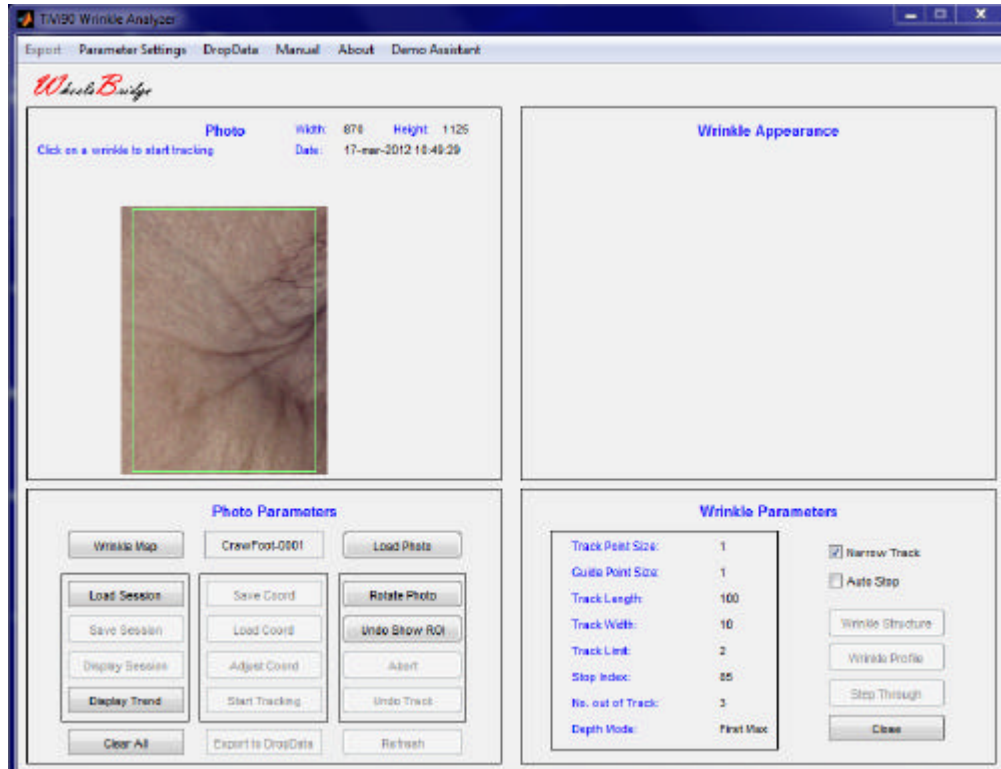 TiVi90 Wrinkle Analyzer
Export Parameter Settings DropData Manual About Demo Assistant
WheelsBridge
Photo Width: 870 Height: 1125
Click on a wrinkle to start tracking Date: 17-mar-2012 16:49:29
Wrinkle Appearance
Photo Parameters
Wrinkle Map CrawFoot-0001 Load Photo
Load Session Save Coord Rotate Photo
Save Session Load Coord Undo Show ROI
Display Session Adjust Coord Abort
Display Trend Start Tracking Undo Track
Clear All Export to DropData Refresh
Wrinkle Parameters
Track Point Size: 1
Guide Point Size: 1
Track Length: 100
Track Width: 10
Track Limit: 2
Stop Index: 85
No. out of Track: 3
Depth Mode: First Max
Narrow Track
Auto Stop
Wrinkle Structure
Wrinkle Profile
Step Through
Close